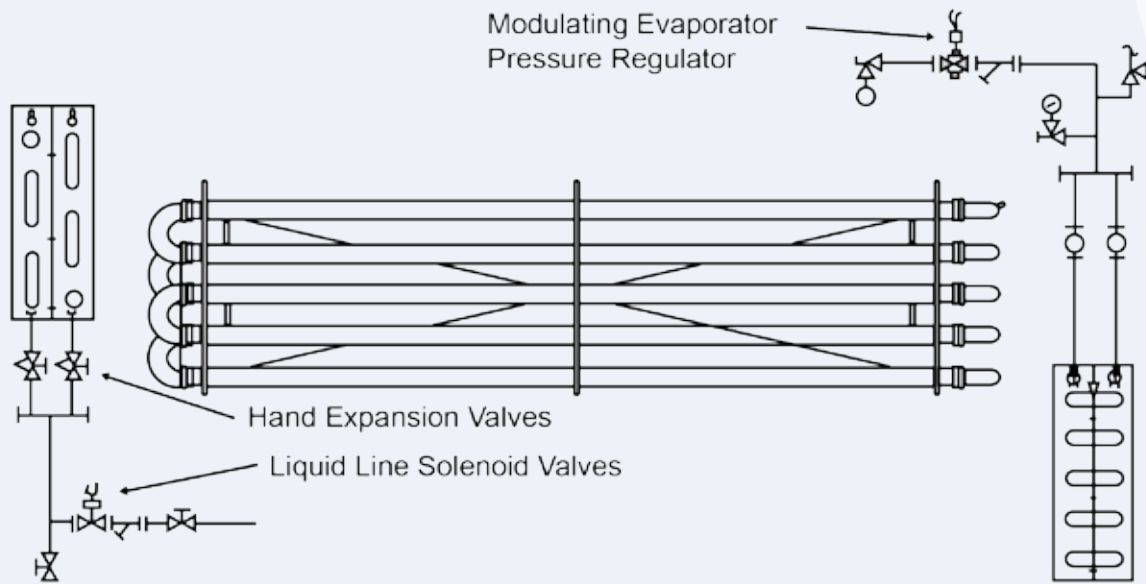 Modulating Evaporator
Pressure Regulator
Hand Expansion Valves
Liquid Line Solenoid Valves